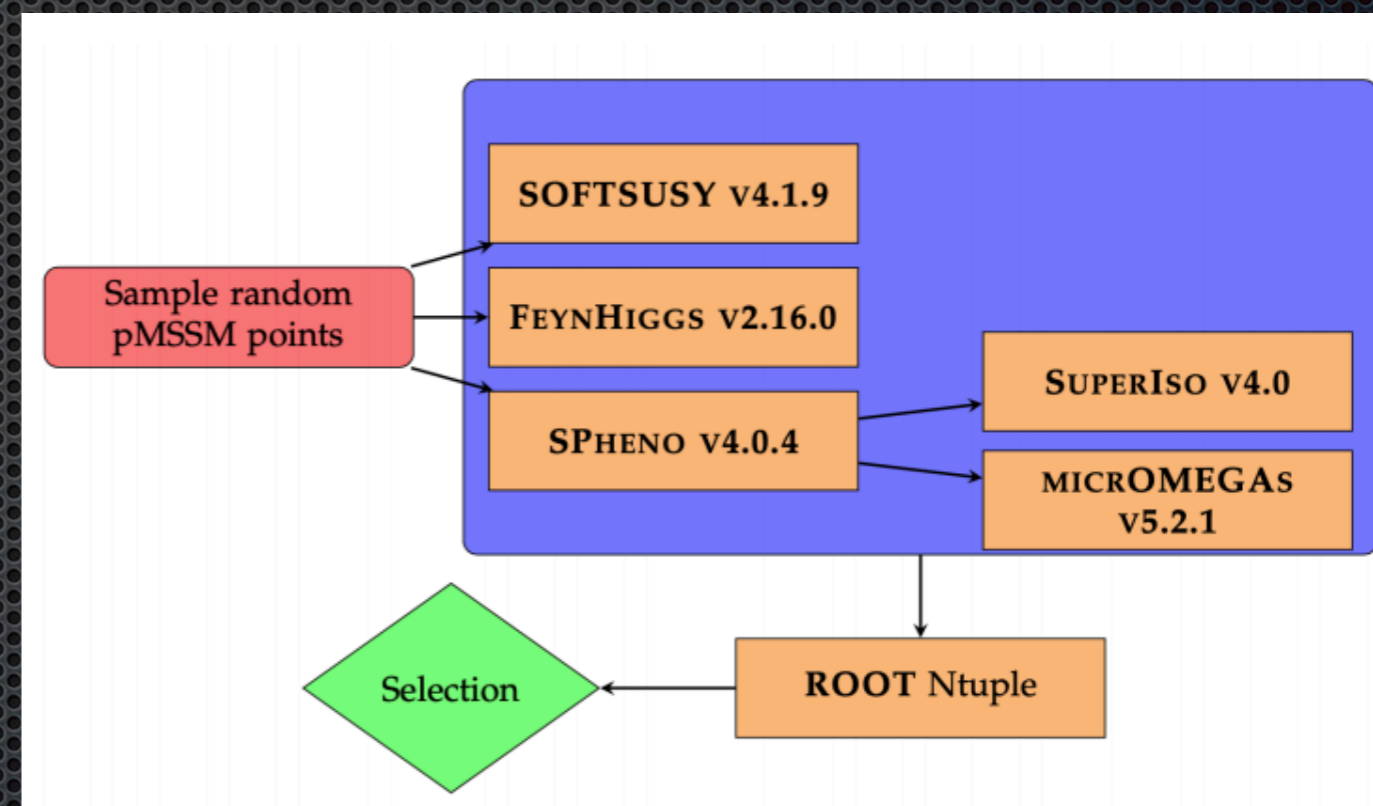 SOFTSUSY v4.1.9
Sample random
pMSSM points
FeynHiggs v2.16.0
SuperIso v4.0
SPheno v4.0.4
micrOMEGAs
v5.2.1
Selection
ROOT Ntuple